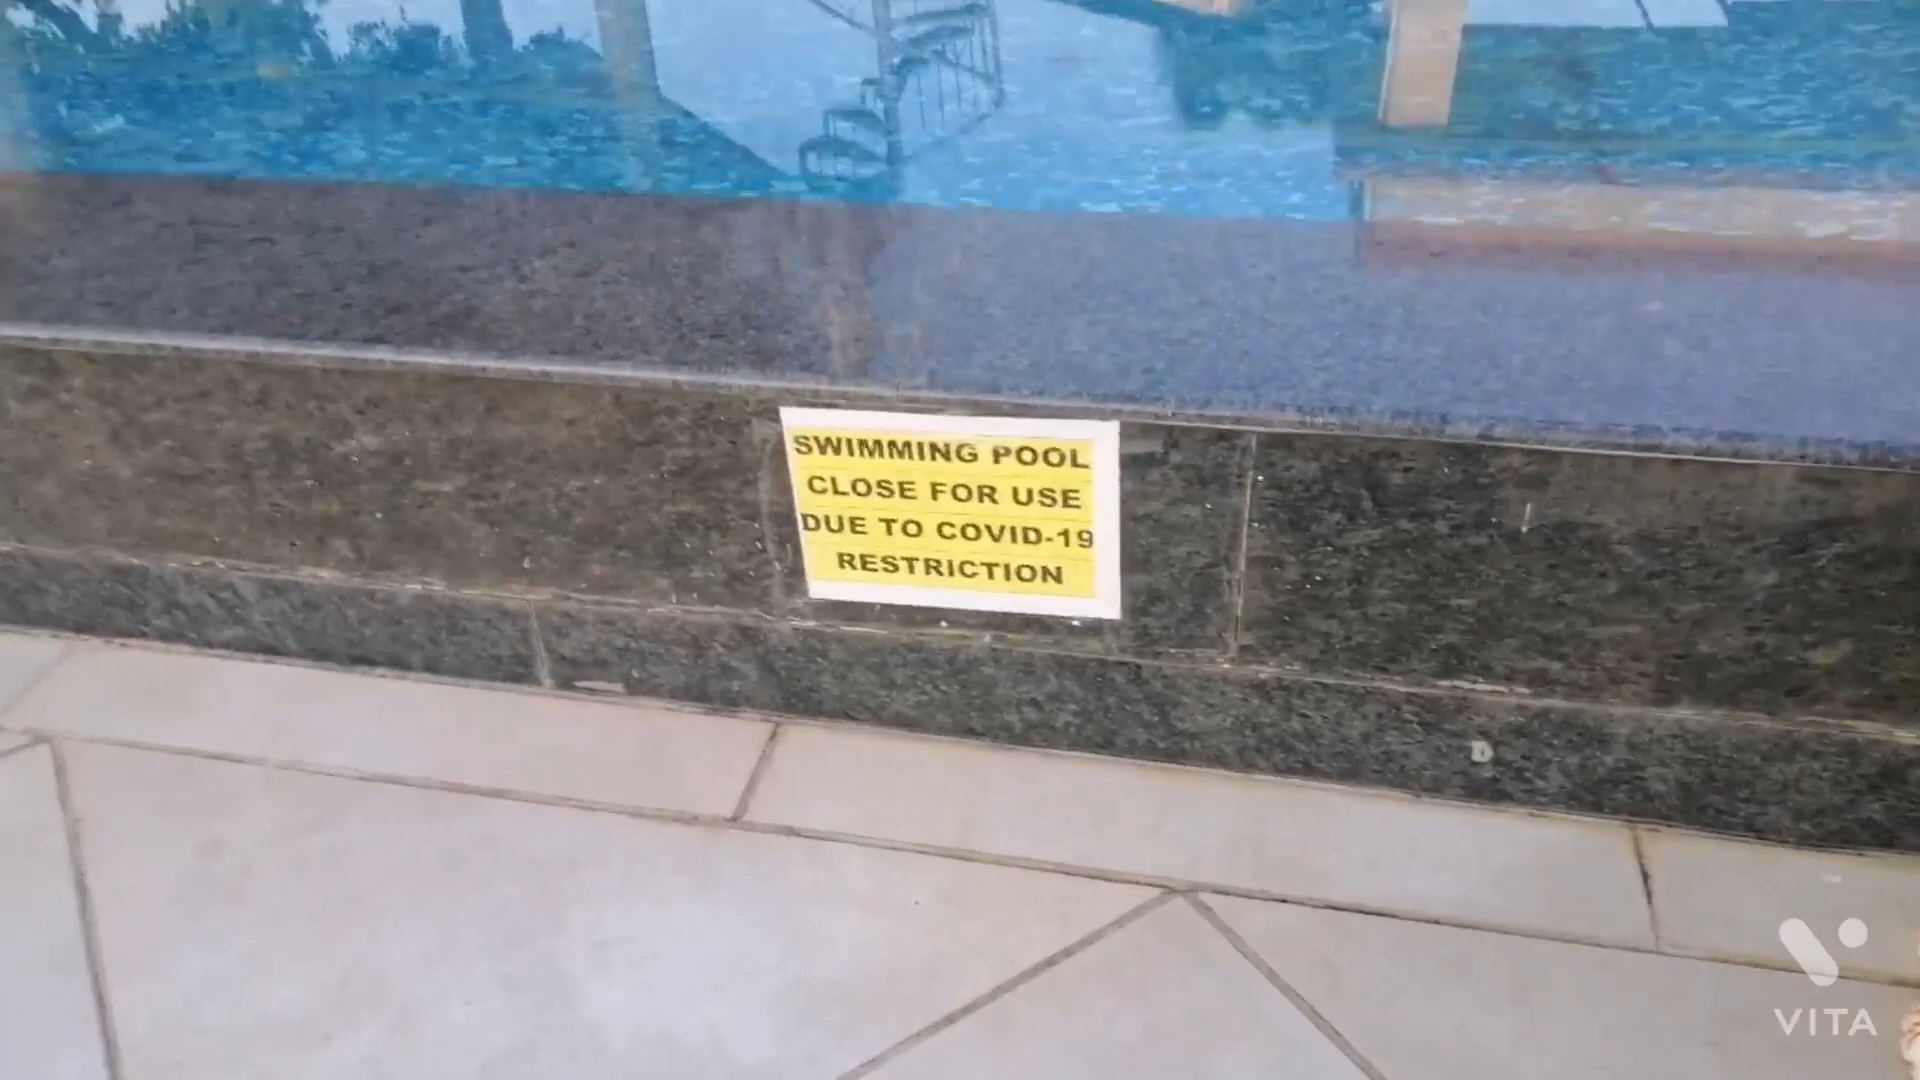 SWIMMING POOL
CLOSE FOR USE
DUE TO COVID-19
RESTRICTION
D
VITA